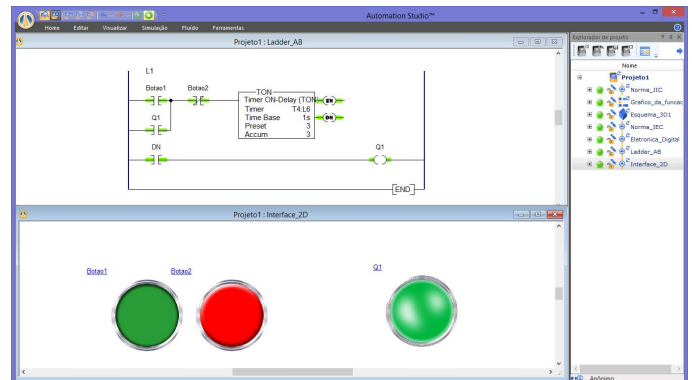 Automation Studio™
Home Editar Visualizar Simulação Fluído Ferramentas
Projeto1 : Ladder_AB
L1
Botao1 Botao2
TON
Timer ON-Delay (TON)
Timer T4:L6
Time Base 1s
Preset 3
Accum 3
EN
DN
Q1
DN
Q1
END
Projeto1 : Interface_2D
Botao1 Botao2 Q1
Explorador de projeto
Nome
Projeto1
Norma_JIC
Grafico_da_funcao
Esquema_3D1
Norma_IEC
Eletronica_Digital
Ladder_AB
Interface_2D
Anônimo